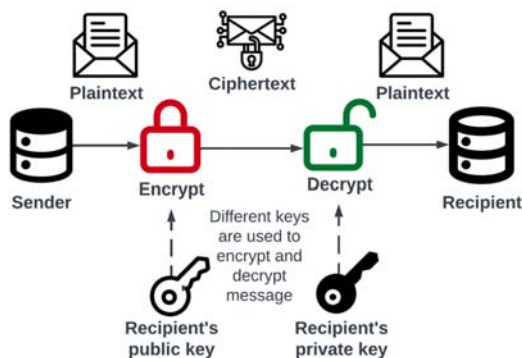 Plaintext
Ciphertext
Plaintext
Sender
Encrypt
Decrypt
Recipient
Different keys
are used to
encrypt and
decrypt
message
Recipient's
public key
Recipient's
private key